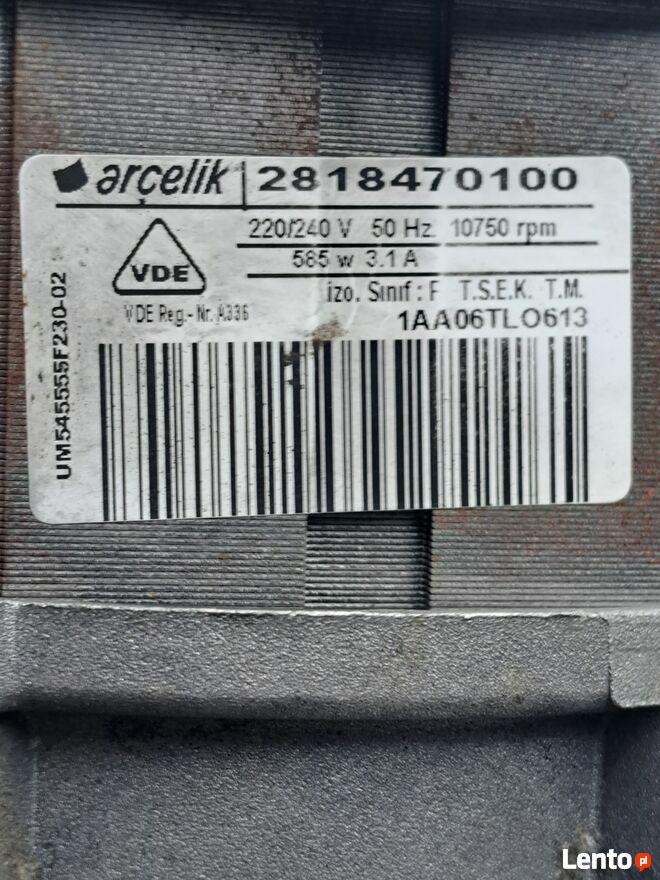 arçelik 2818470100
220/240 V 50 Hz. 10750 rpm
585 w 3.1 A
VDE
izo. Sınıf : F T.S.E.K. T.M.
VDE Reg.-Nr. A336
1AA06TLO613
UM545555F230-02
Lento.pl